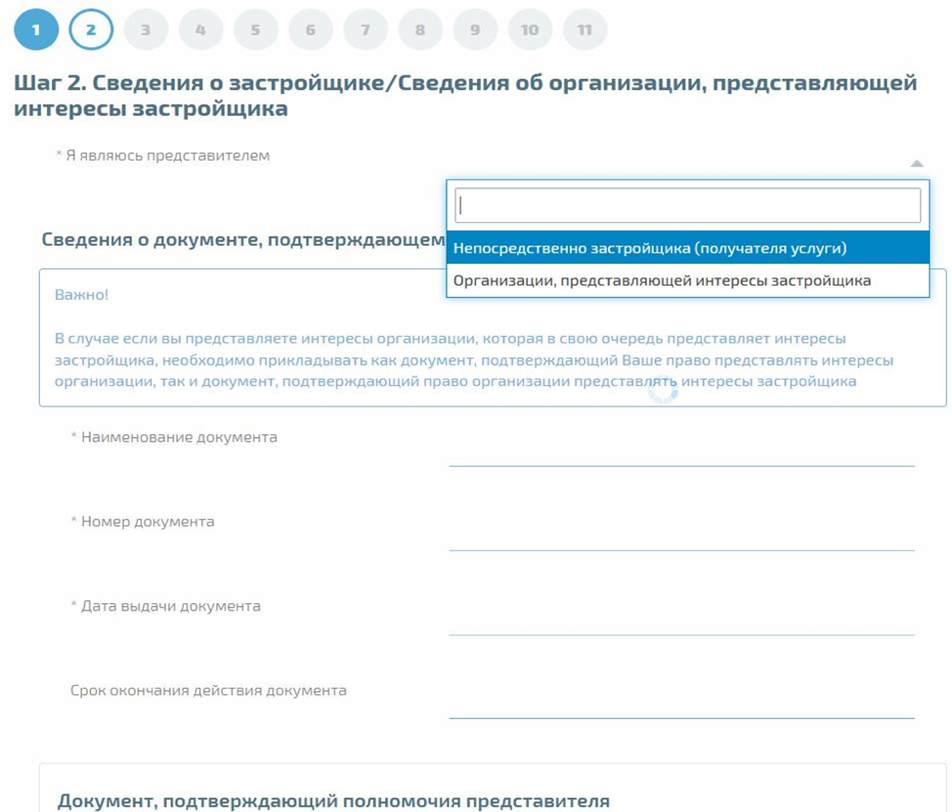 1 2 3 4 5 6 7 8 9 10 11
Шаг 2. Сведения о застройщике/Сведения об организации, представляющей
интересы застройщика
* Я являюсь представителем
Непосредственно застройщика (получателя услуги)
Организации, представляющей интересы застройщика
Сведения о документе, подтверждающем
Важно!
В случае если вы представляете интересы организации, которая в свою очередь представляет интересы
застройщика, необходимо прикладывать как документ, подтверждающий Ваше право представлять интересы
организации, так и документ, подтверждающий право организации представлять интересы застройщика
* Наименование документа
* Номер документа
* Дата выдачи документа
Срок окончания действия документа
Документ, подтверждающий полномочия представителя